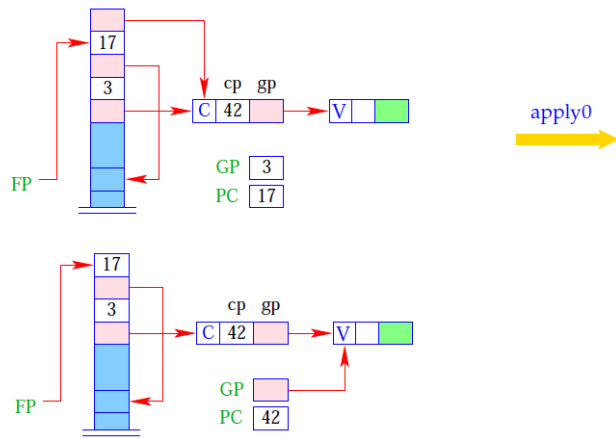 17
cp gp
3
C 42 V
apply0
GP 3
FP
PC 17
17
cp gp
3
C 42 V
GP
FP
PC 42